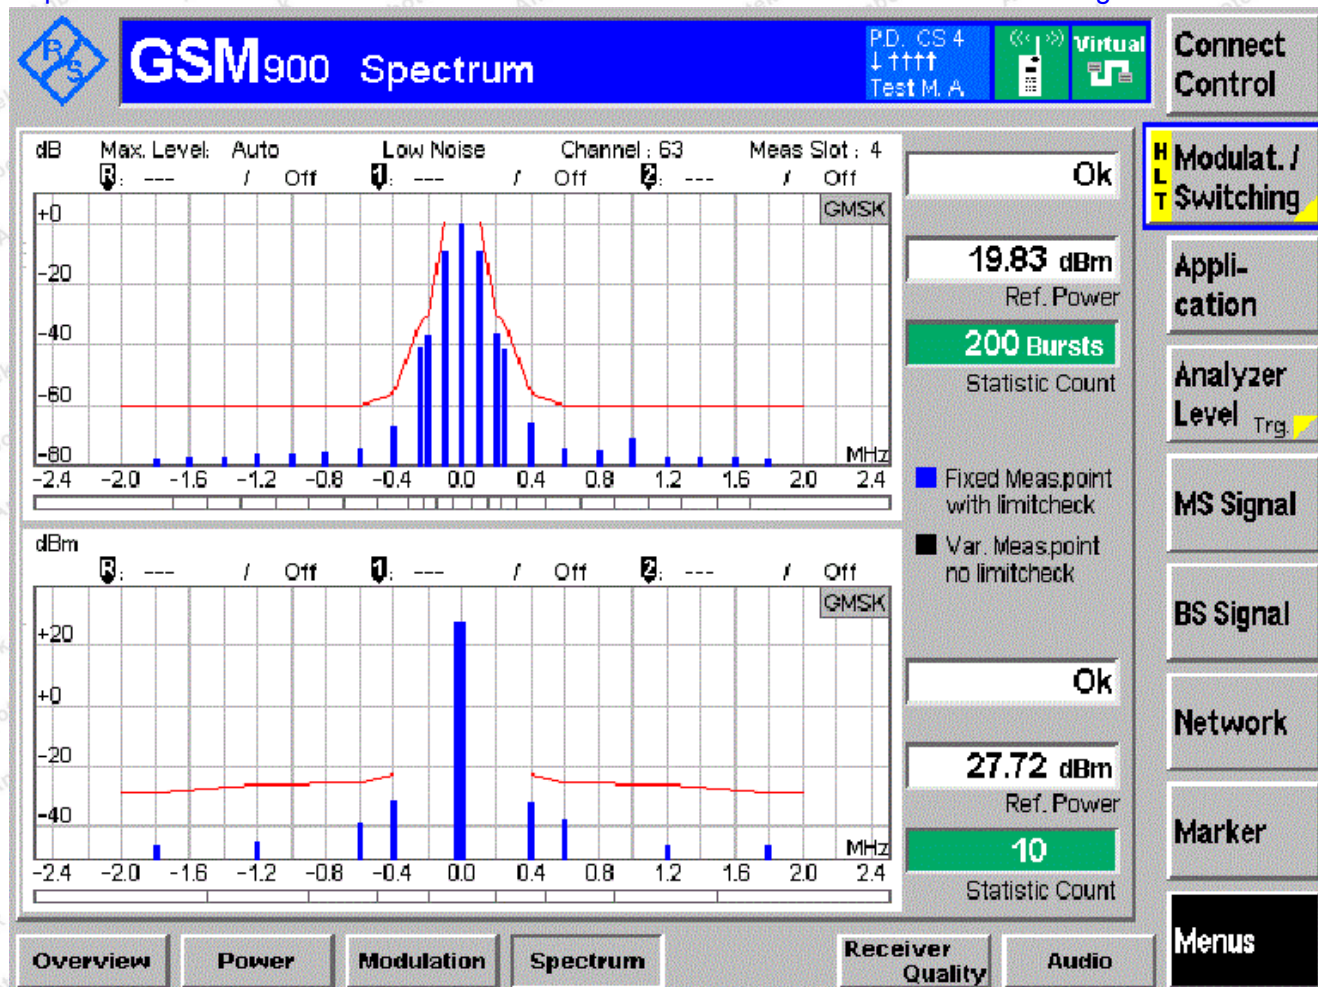 R S
GSM900 Spectrum
P.D. CS 4
↓ ↑↑↑↑
Test M. A.
Virtual
Connect
Control
dB Max. Level: Auto Low Noise Channel : 63 Meas Slot : 4
R: --- / Off 1: --- / Off 2: --- / Off
GMSK
+0
-20
-40
-60
-80
MHz
-2.4 -2.0 -1.6 -1.2 -0.8 -0.4 0.0 0.4 0.8 1.2 1.6 2.0 2.4
Ok
19.83 dBm
Ref. Power
200 Bursts
Statistic Count
Fixed Meas.point
with limitcheck
Var. Meas.point
no limitcheck
dBm
R: --- / Off 1: --- / Off 2: --- / Off
GMSK
+20
+0
-20
-40
MHz
-2.4 -2.0 -1.6 -1.2 -0.8 -0.4 0.0 0.4 0.8 1.2 1.6 2.0 2.4
Ok
27.72 dBm
Ref. Power
10
Statistic Count
HLT
Modulat. /
Switching
Appli-
cation
Analyzer
Level Trg.
MS Signal
BS Signal
Network
Marker
Menus
Overview
Power
Modulation
Spectrum
Receiver
Quality
Audio